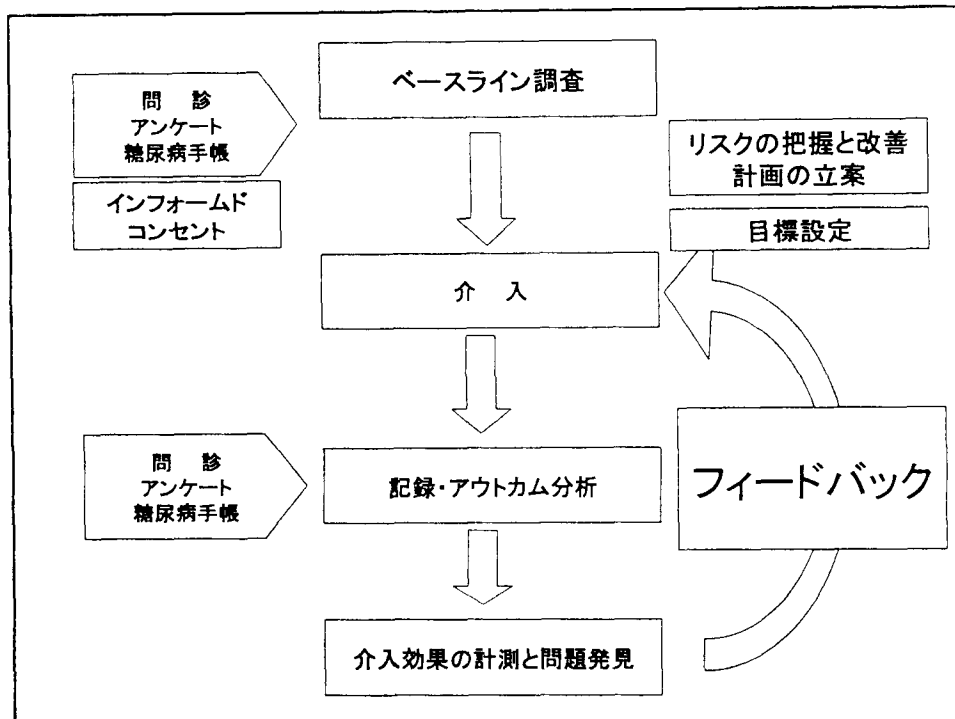 ベースライン調査
問 診
アンケート
糖尿病手帳
インフォームド
コンセント
リスクの把握と改善
計画の立案
目標設定
介 入
問 診
アンケート
糖尿病手帳
記録・アウトカム分析
フィードバック
介入効果の計測と問題発見